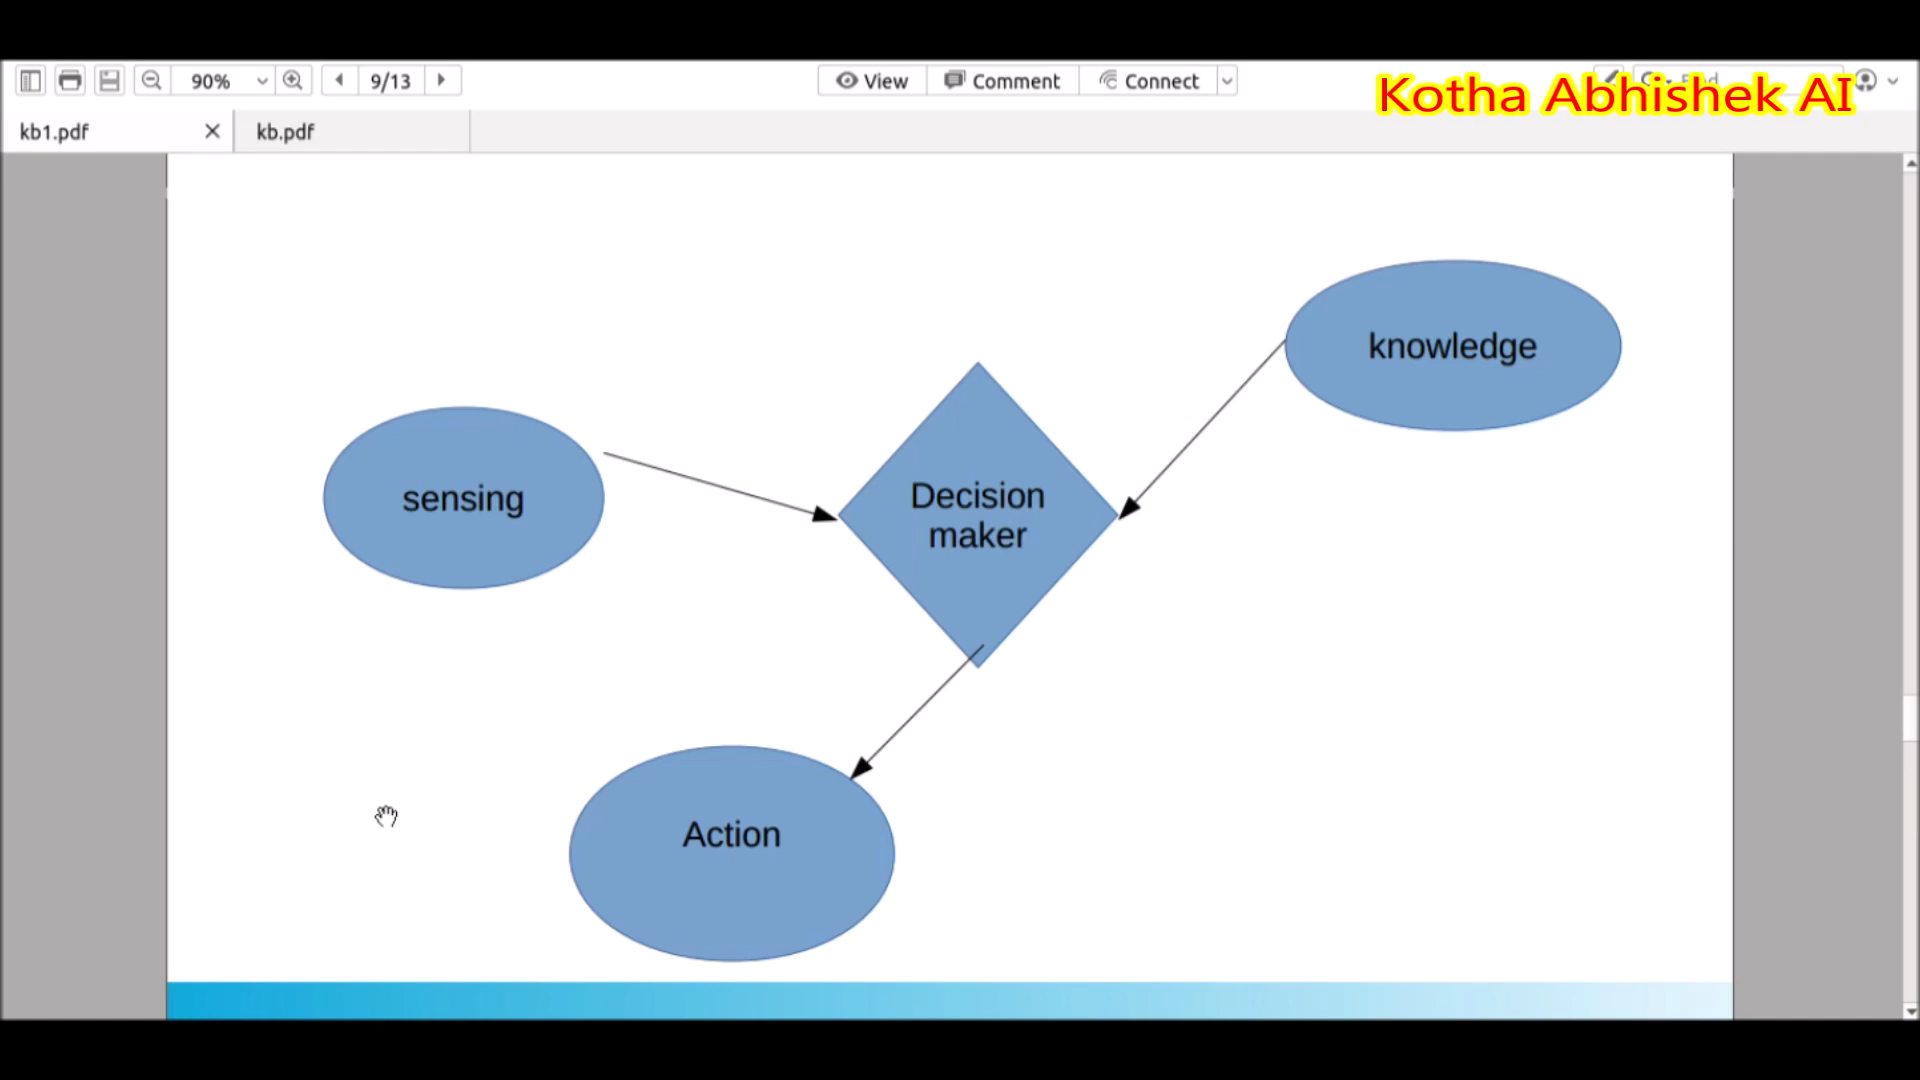 90%
9/13
View
Comment
Connect
Kotha Abhishek AI
kb1.pdf
kb.pdf
knowledge
sensing
Decision
maker
Action